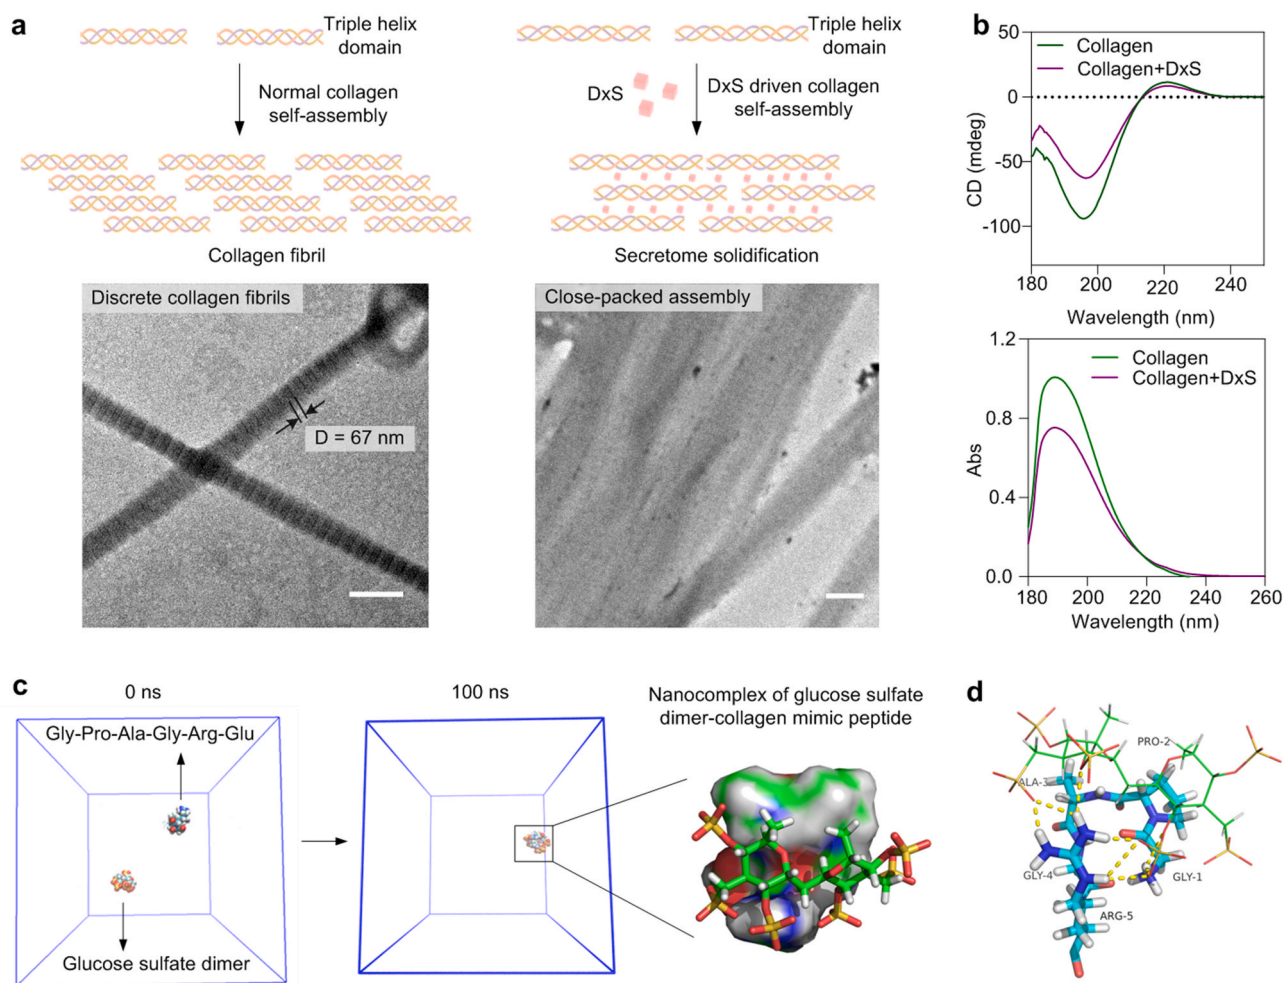 a
Triple helix
domain
Normal collagen
self-assembly
Collagen fibril
Discrete collagen fibrils
D = 67 nm
Triple helix
domain
DxS
DxS driven collagen
self-assembly
Secretome solidification
Close-packed assembly
b
50
0
-50
-100
CD (mdeg)
Collagen
Collagen+DxS
180
200
220
240
Wavelength (nm)
1.2
0.8
0.4
0.0
Abs
Collagen
Collagen+DxS
180
200
220
240
260
Wavelength (nm)
c
0 ns
Gly-Pro-Ala-Gly-Arg-Glu
Glucose sulfate dimer
100 ns
Nanocomplex of glucose sulfate
dimer-collagen mimic peptide
d
PRO-2
ALA-3
GLY-4
GLY-1
ARG-5